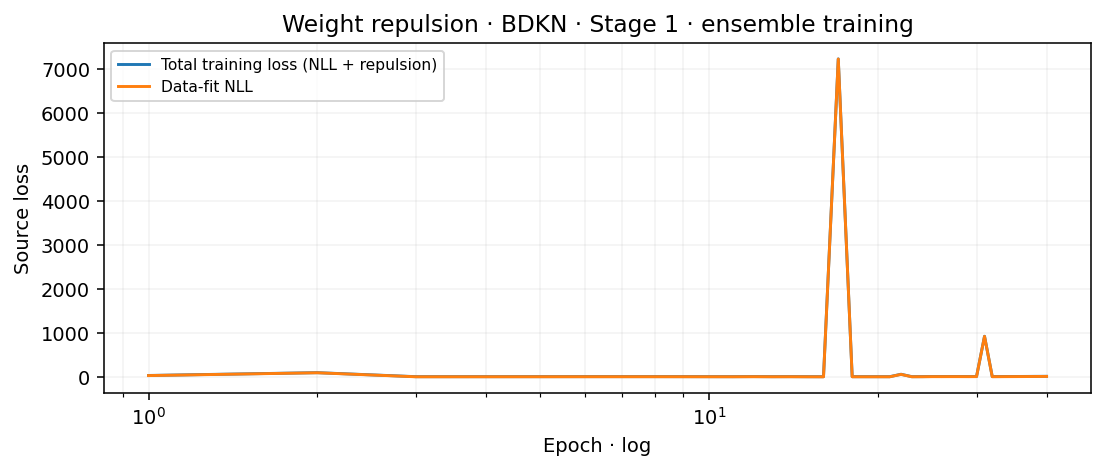 Weight repulsion · BDKN · Stage 1 · ensemble training
Total training loss (NLL + repulsion)
Data-fit NLL
Source loss
7000
6000
5000
4000
3000
2000
1000
0
10⁰
10¹
Epoch · log